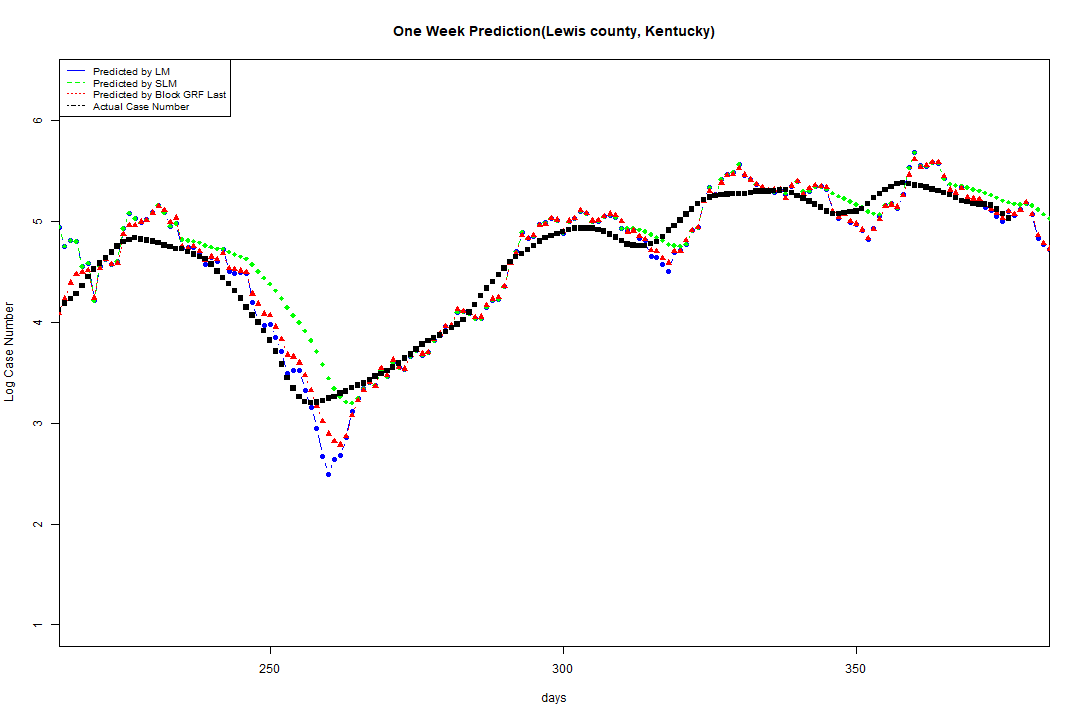 One Week Prediction(Lewis county, Kentucky)
Predicted by LM
Predicted by SLM
Predicted by Block GRF Last
Actual Case Number
6
5
4
3
2
1
Log Case Number
250
300
350
days